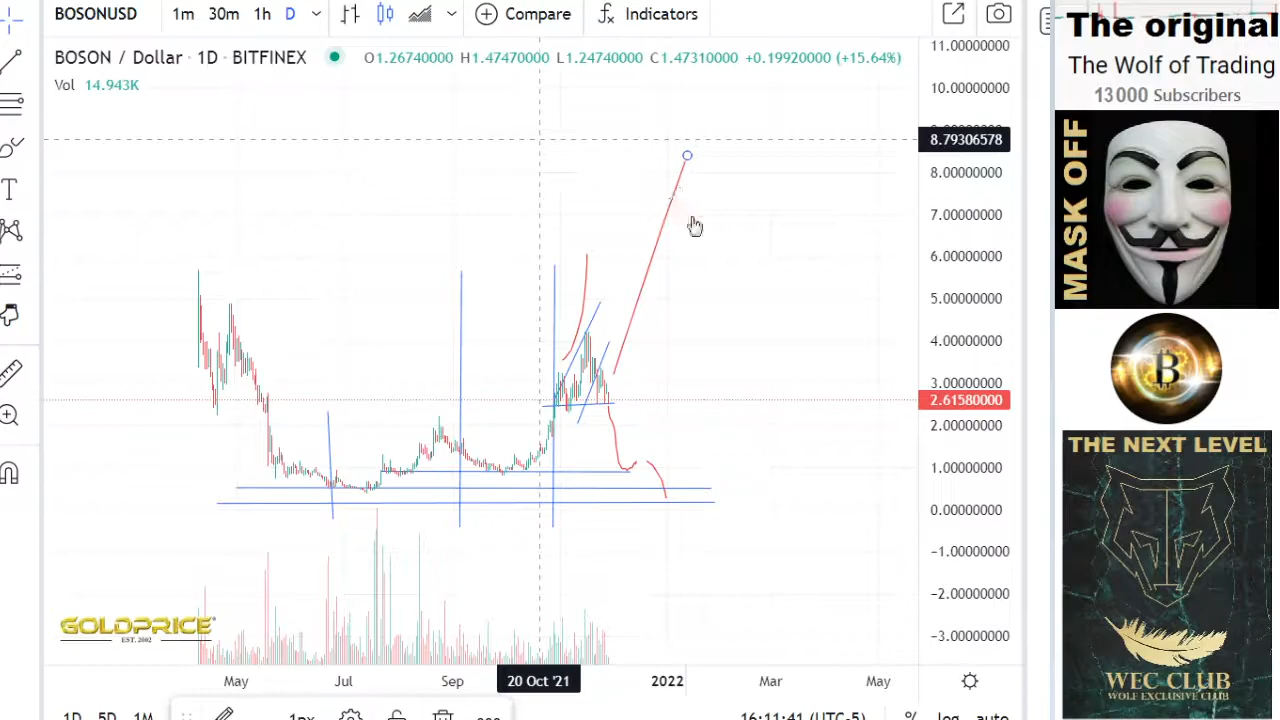 1m 30m 1h D Compare Indicators
BOSONUSD
BOSON / Dollar · 1D · BITFINEX O1.26740000 H1.47470000 L1.24740000 C1.47310000 +0.19920000 (+15.64%)
Vol 14.943K
11.00000000
10.00000000
8.79306578
8.00000000
7.00000000
6.00000000
5.00000000
4.00000000
3.00000000
2.61580000
2.00000000
1.00000000
0.00000000
−1.00000000
−2.00000000
−3.00000000
GOLDPRICE
EST. 2002
May Jul Sep 20 Oct '21 2022 Mar May
1D 5D 1M 1px 16:11:41 (UTC-5) % log auto
The original
The Wolf of Trading
13000 Subscribers
MASK OFF
THE NEXT LEVEL
WEC CLUB
WOLF EXCLUSIVE CLUB